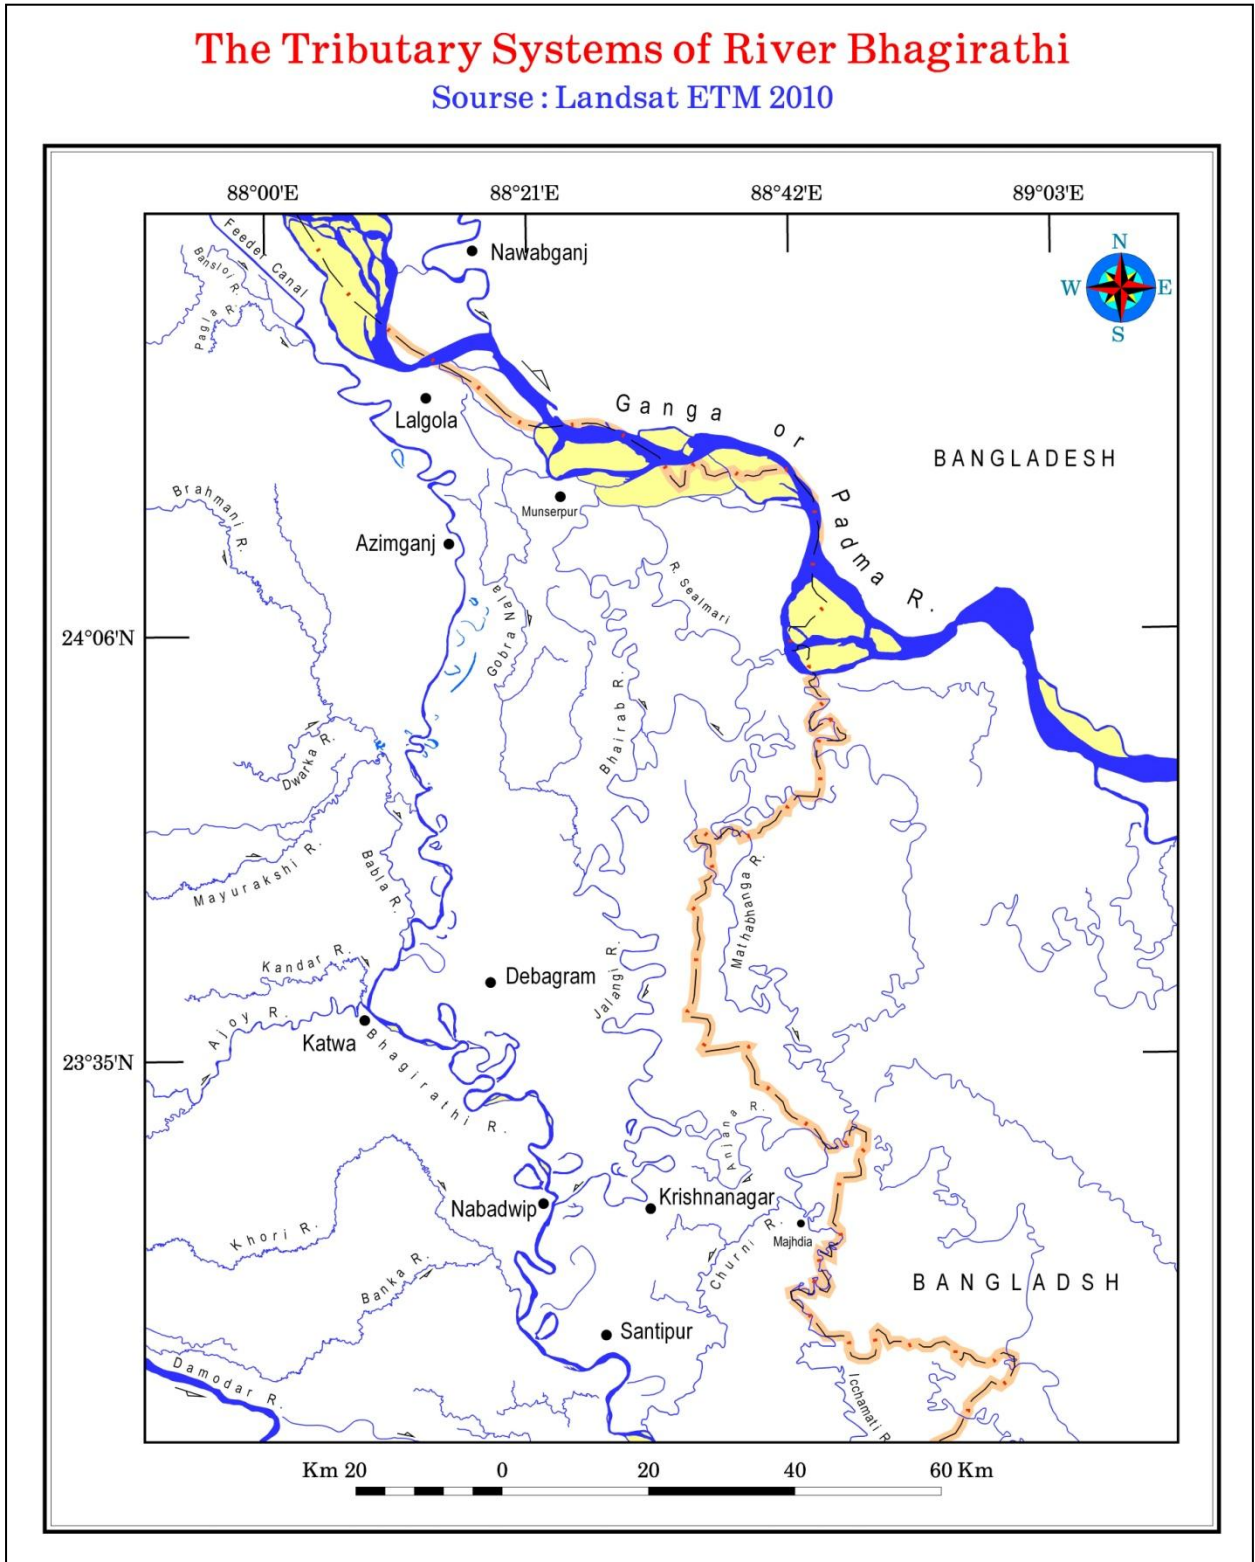 The Tributary Systems of River Bhagirathi
Sourse : Landsat ETM 2010
88°00'E
88°21'E
88°42'E
89°03'E
Feeder Canal
Nawabganj
N
W
E
S
Bansloi R.
Pagla R.
Lalgola
Ganga or Padma R.
BANGLADESH
Munserpur
Brahmani R.
Azimganj
R. Sealmari
Gobra Nala
24°06'N
Bhairab R.
Dwarka R.
Mayurakshi R.
Babla R.
Mathabhanga R.
Kandar R.
Debagram
Jalangi R.
Ajoy R.
Katwa
Bhagirathi R.
23°35'N
Anjana R.
Nabadwip
Krishnanagar
Khori R.
Churni R.
Majhdia
Banka R.
BANGLADSH
Santipur
Damodar R.
Icchamati R.
Km 20
0
20
40
60 Km